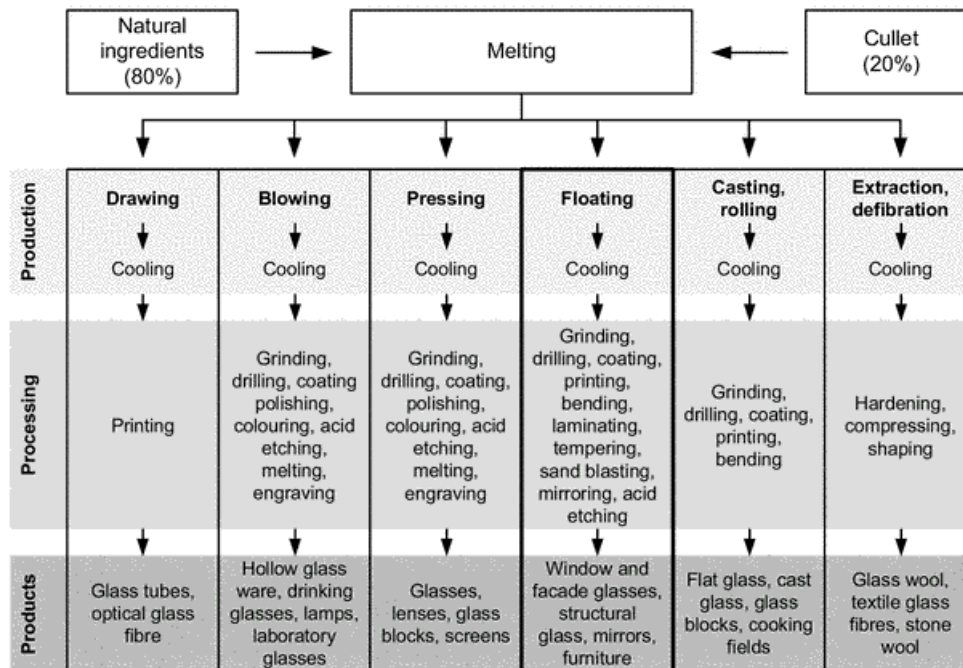 Natural
ingredients
(80%)
Melting
Cullet
(20%)
Production
Drawing
Cooling
Blowing
Cooling
Pressing
Cooling
Floating
Cooling
Casting,
rolling
Cooling
Extraction,
defibration
Cooling
Processing
Printing
Grinding,
drilling, coating
polishing,
colouring, acid
etching,
melting,
engraving
Grinding,
drilling, coating,
polishing,
colouring, acid
etching,
melting,
engraving
Grinding,
drilling, coating,
printing,
bending,
laminating,
tempering,
sand blasting,
mirroring, acid
etching
Grinding,
drilling, coating,
printing,
bending
Hardening,
compressing,
shaping
Products
Glass tubes,
optical glass
fibre
Hollow glass
ware, drinking
glasses, lamps,
laboratory
glasses
Glasses,
lenses, glass
blocks, screens
Window and
facade glasses,
structural
glass, mirrors,
furniture
Flat glass, cast
glass, glass
blocks, cooking
fields
Glass wool,
textile glass
fibres, stone
wool